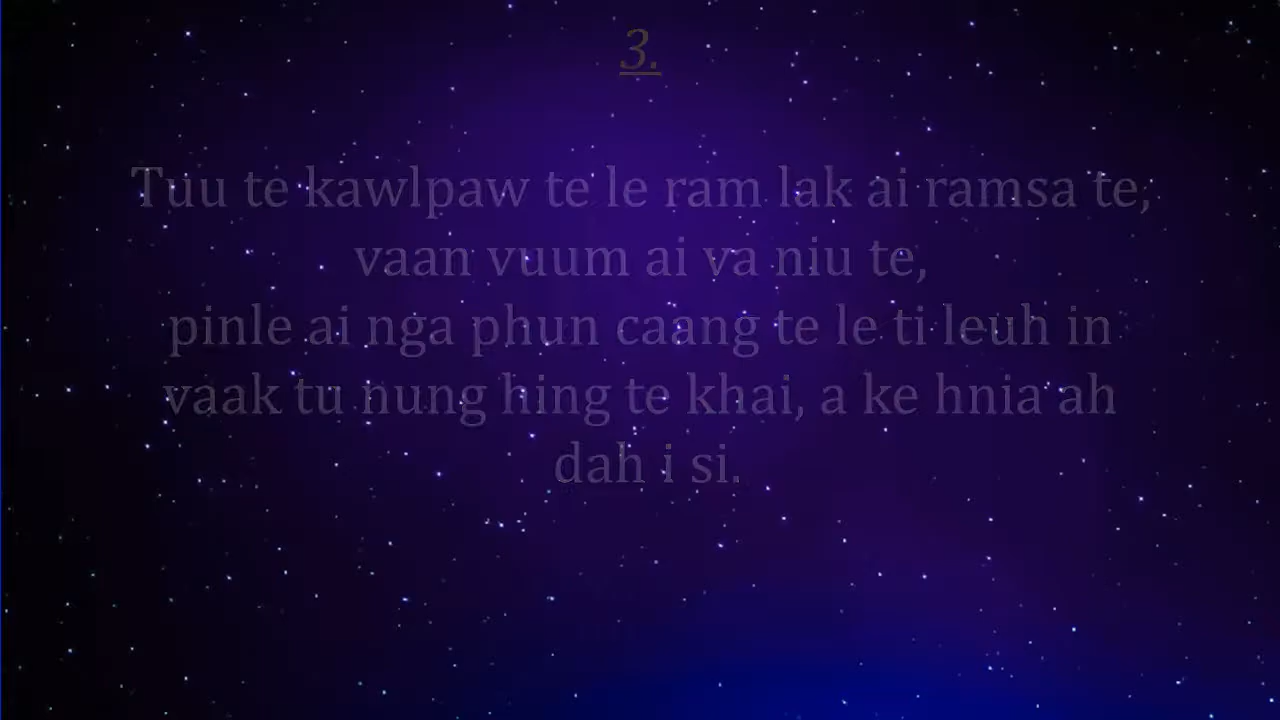 3.
Tuu te kawlpaw te le ram lak ai ramsa te,
vaan vuum ai va niu te,
pinle ai nga phun caang te le ti leuh in
vaak tu nung hing te khai, a ke hnia ah
dah i si.